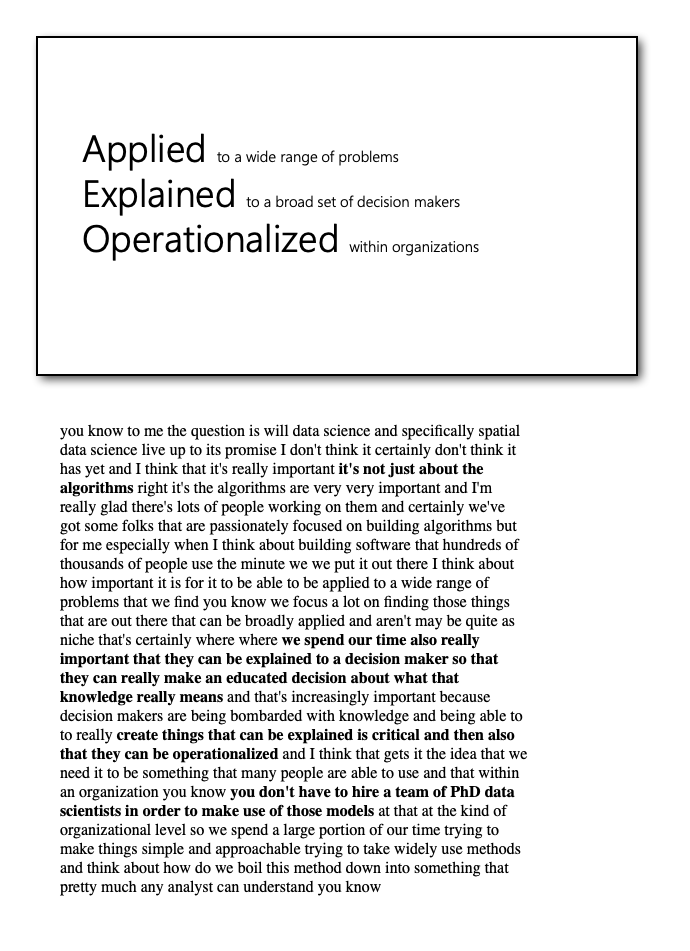 Applied to a wide range of problems
Explained to a broad set of decision makers
Operationalized within organizations
you know to me the question is will data science and specifically spatial
data science live up to its promise I don't think it certainly don't think it
has yet and I think that it's really important it's not just about the
algorithms right it's the algorithms are very very important and I'm
really glad there's lots of people working on them and certainly we've
got some folks that are passionately focused on building algorithms but
for me especially when I think about building software that hundreds of
thousands of people use the minute we we put it out there I think about
how important it is for it to be able to be applied to a wide range of
problems that we find you know we focus a lot on finding those things
that are out there that can be broadly applied and aren't may be quite as
niche that's certainly where where we spend our time also really
important that they can be explained to a decision maker so that
they can really make an educated decision about what that
knowledge really means and that's increasingly important because
decision makers are being bombarded with knowledge and being able to
to really create things that can be explained is critical and then also
that they can be operationalized and I think that gets it the idea that we
need it to be something that many people are able to use and that within
an organization you know you don't have to hire a team of PhD data
scientists in order to make use of those models at that at the kind of
organizational level so we spend a large portion of our time trying to
make things simple and approachable trying to take widely use methods
and think about how do we boil this method down into something that
pretty much any analyst can understand you know